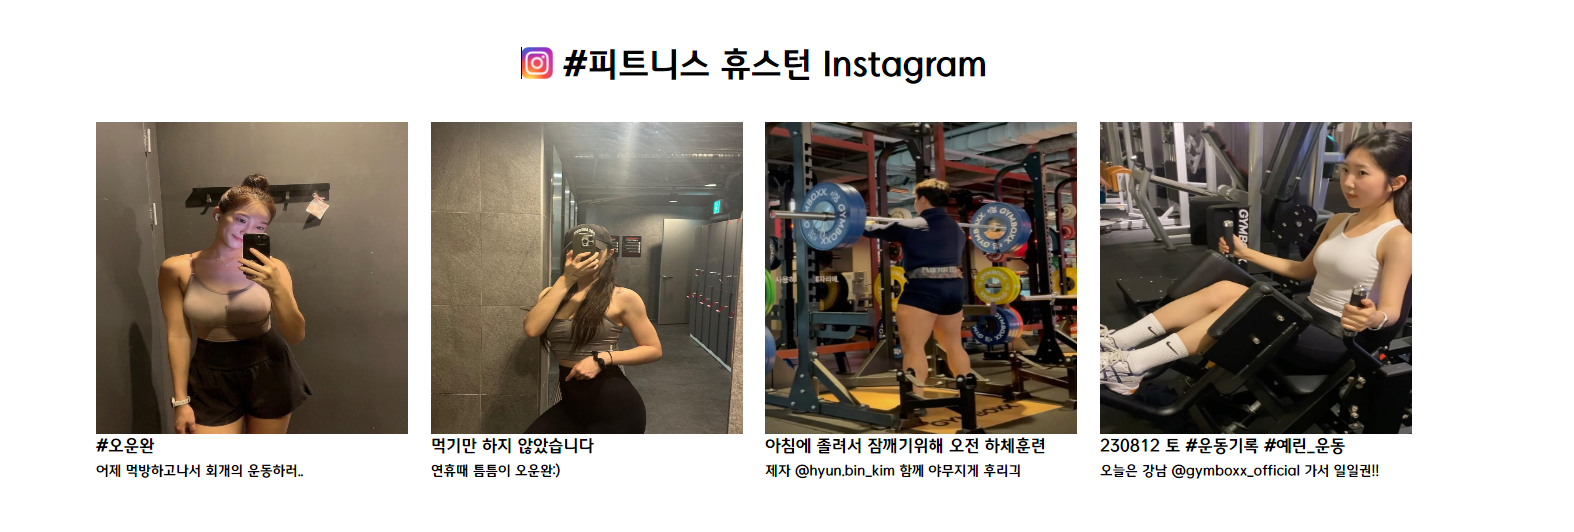 #피트니스 휴스턴 Instagram
GYMBOXX
GYMBOXX
GYMBOXX
GYMBOXX
#오운완
어제 먹방하고나서 회개의 운동하러..
먹기만 하지 않았습니다
연휴때 틈틈이 오운완:)
아침에 졸려서 잠깨기위해 오전 하체훈련
제자 @hyun.bin_kim 함께 야무지게 후리긔
230812 토 #운동기록 #예린_운동
오늘은 강남 @gymboxx_official 가서 일일권!!